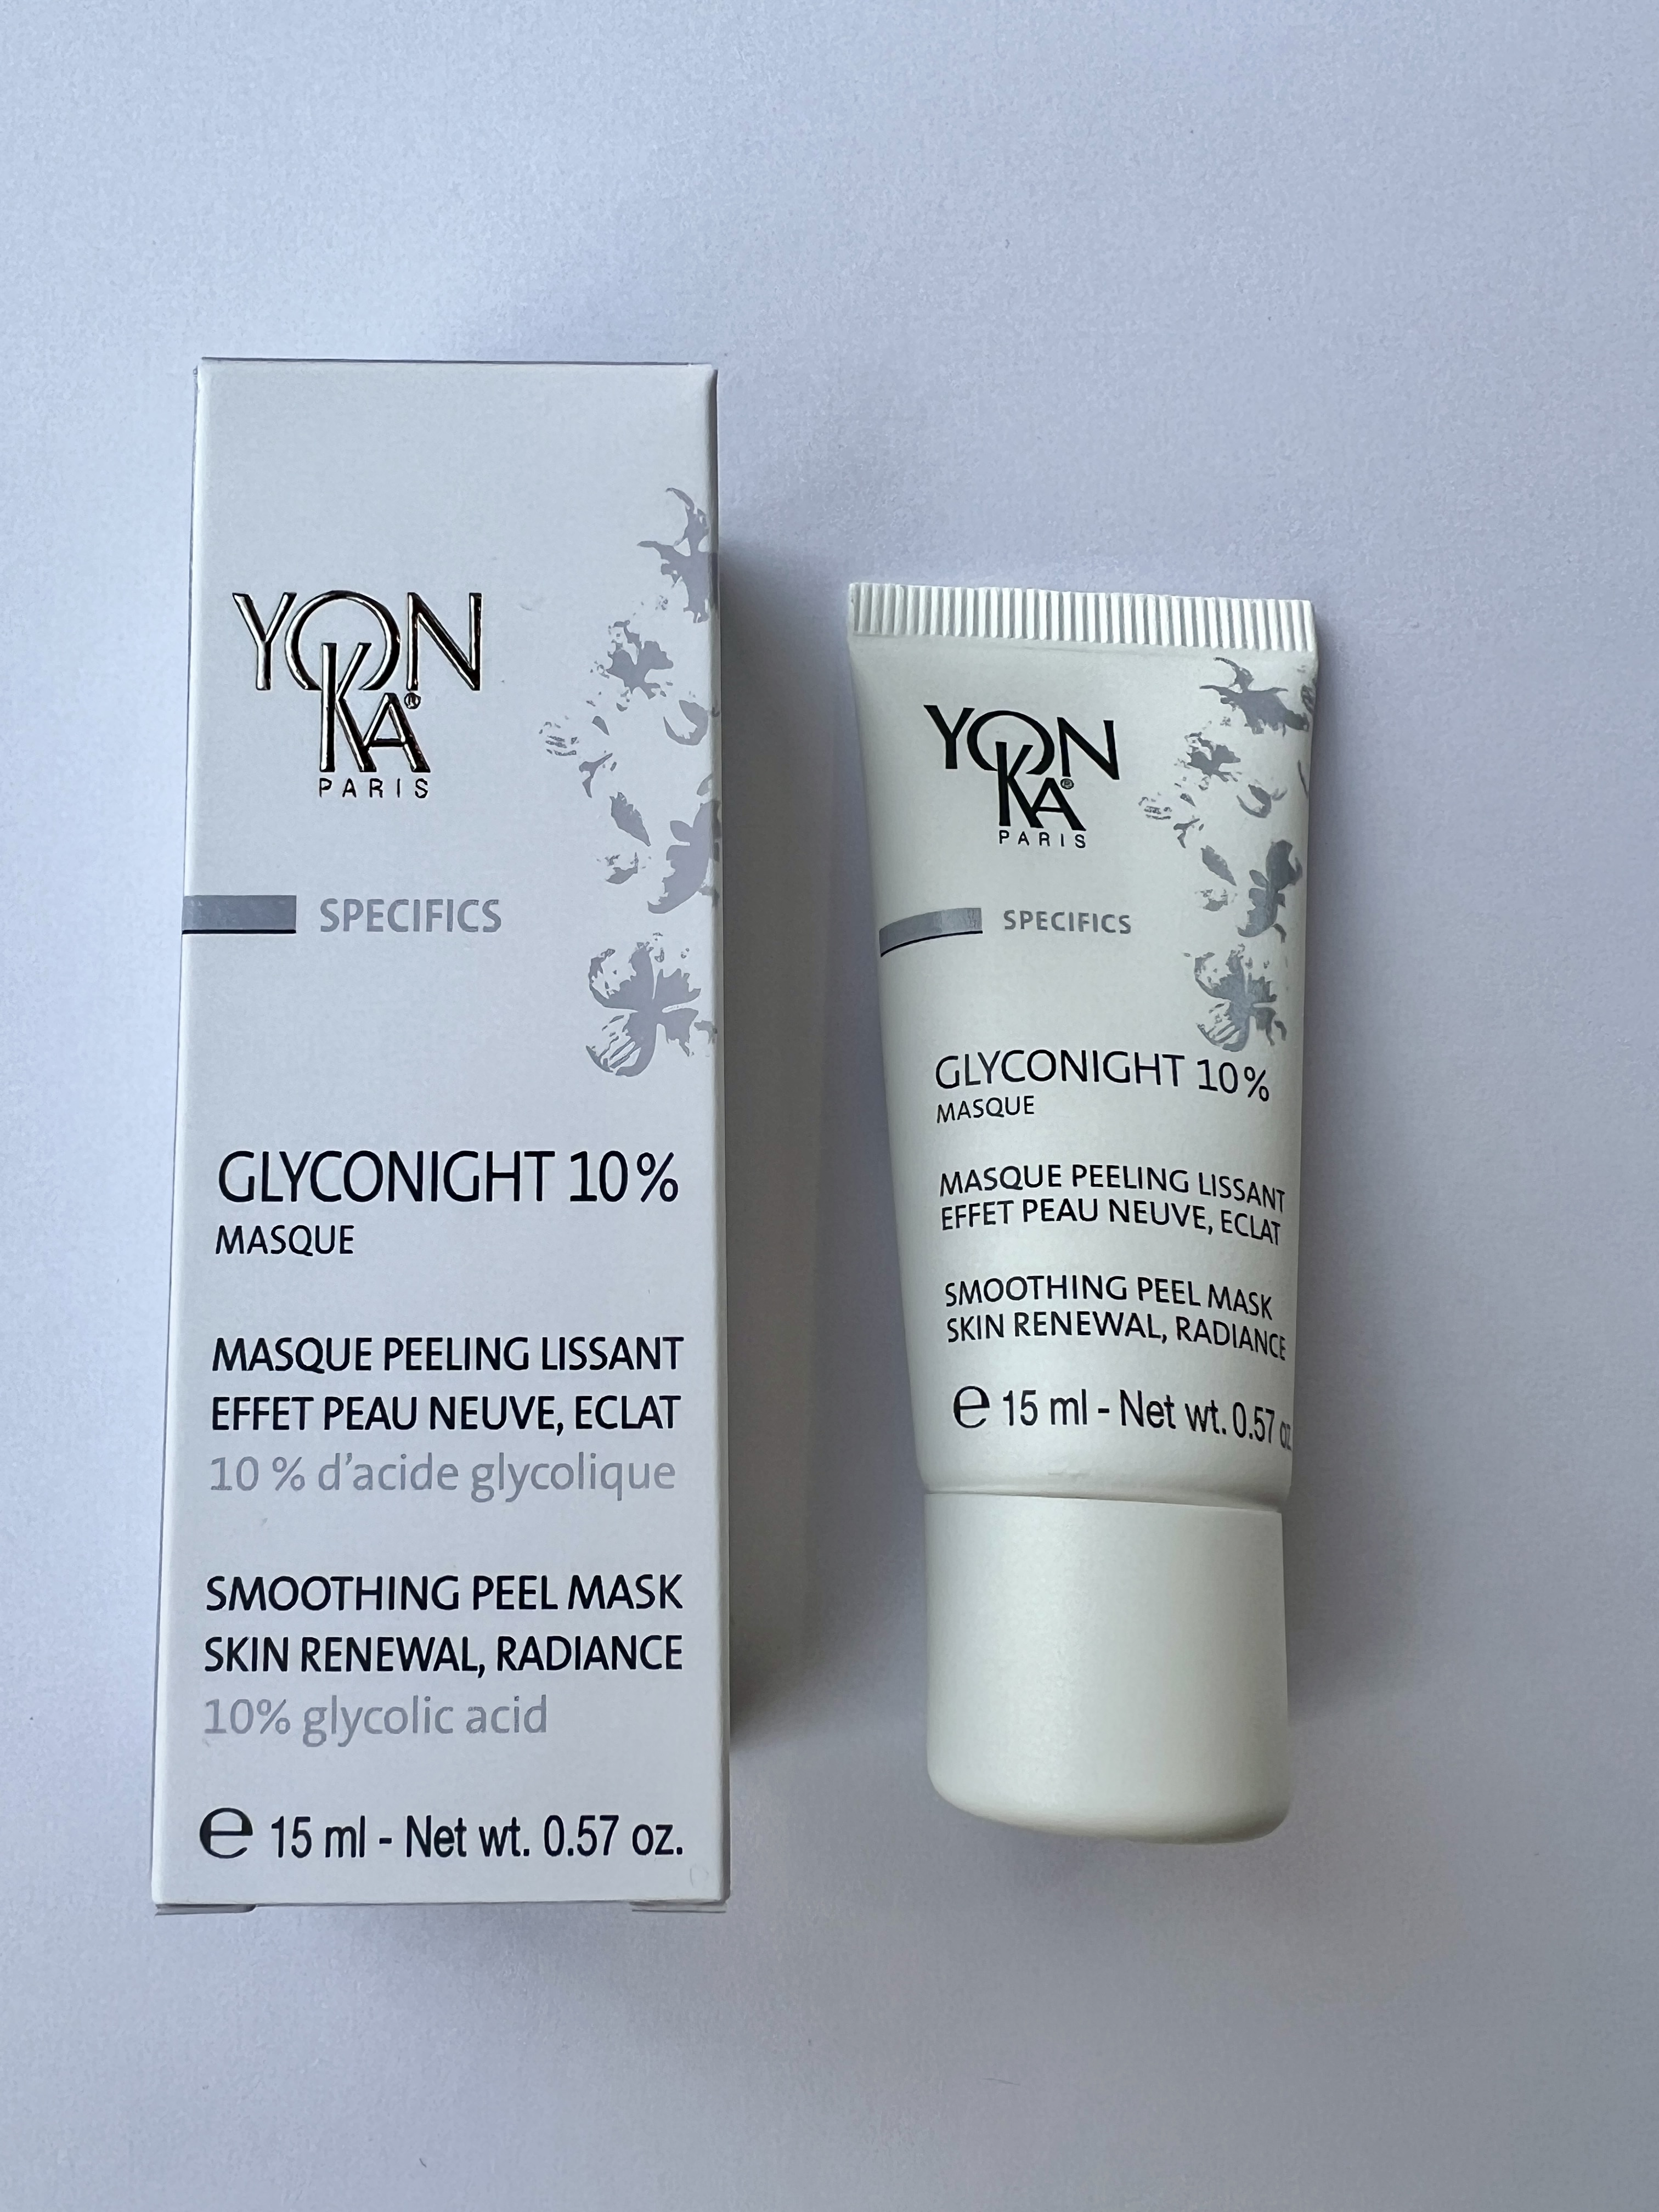 YON
KA®
PARIS
SPECIFICS
GLYCONIGHT 10%
MASQUE
MASQUE PEELING LISSANT
EFFET PEAU NEUVE, ECLAT
10 % d'acide glycolique
SMOOTHING PEEL MASK
SKIN RENEWAL, RADIANCE
10% glycolic acid
℮ 15 ml - Net wt. 0.57 oz.
YON
KA®
PARIS
SPECIFICS
GLYCONIGHT 10%
MASQUE
MASQUE PEELING LISSANT
EFFET PEAU NEUVE, ECLAT
SMOOTHING PEEL MASK
SKIN RENEWAL, RADIANCE
℮ 15 ml - Net wt. 0.57 oz